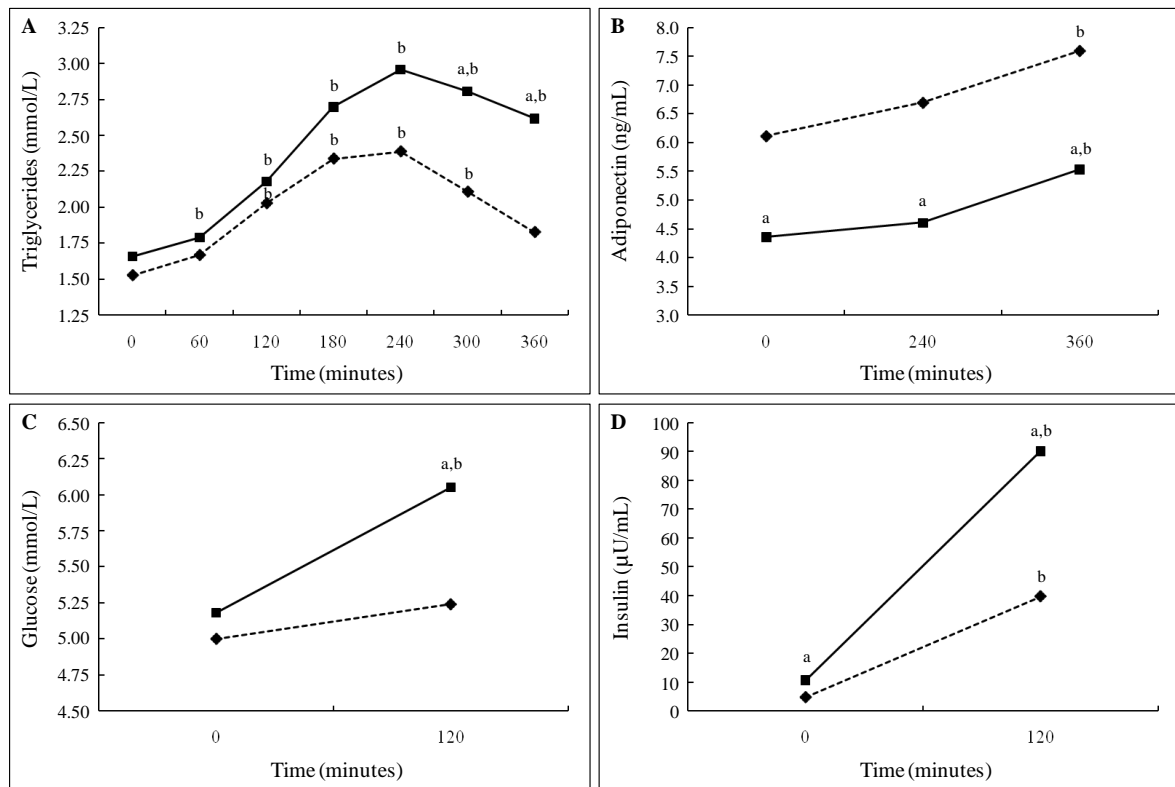 A
3.25
3.00
2.75
2.50
2.25
2.00
1.75
1.50
1.25
Triglycerides (mmol/L)
b
b
a,b
a,b
b
b
b
b
b
b
b
0 60 120 180 240 300 360
Time (minutes)
B
8.0
7.5
7.0
6.5
6.0
5.5
5.0
4.5
4.0
3.5
3.0
Adiponectin (ng/mL)
b
a,b
a
a
0 240 360
Time (minutes)
C
6.50
6.25
6.00
5.75
5.50
5.25
5.00
4.75
4.50
Glucose (mmol/L)
a,b
0 120
Time (minutes)
D
100
90
80
70
60
50
40
30
20
10
0
Insulin (µU/mL)
a,b
b
a
0 120
Time (minutes)